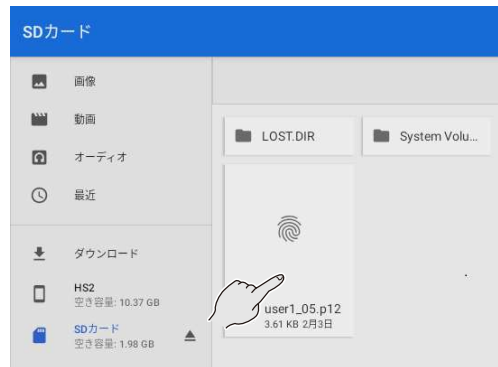 SDカード
画像
動画
オーディオ
最近
ダウンロード
HS2
空き容量: 10.37 GB
SDカード
空き容量: 1.98 GB
LOST.DIR
System Volu...
user1_05.p12
3.61 KB 2月3日